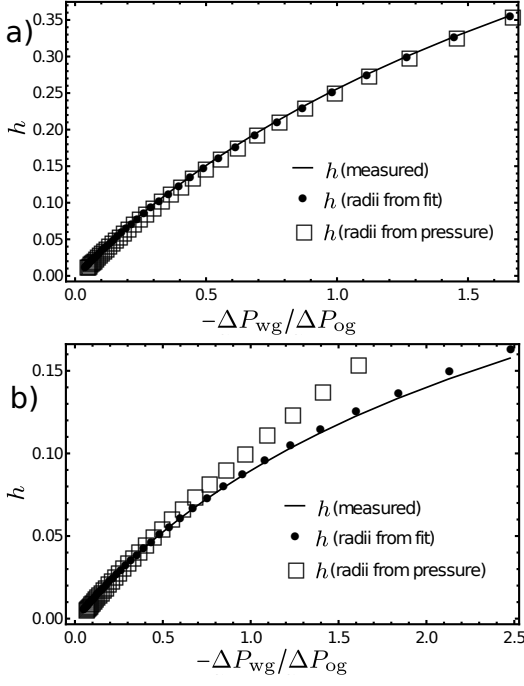 a)
0.35
0.30
0.25
0.20
0.15
0.10
0.05
0.00
h
h (measured)
h (radii from fit)
h (radii from pressure)
0.0 0.5 1.0 1.5
−ΔP_wg/ΔP_og
b)
0.15
0.10
0.05
0.00
h
h (measured)
h (radii from fit)
h (radii from pressure)
0.0 0.5 1.0 1.5 2.0 2.5
−ΔP_wg/ΔP_og